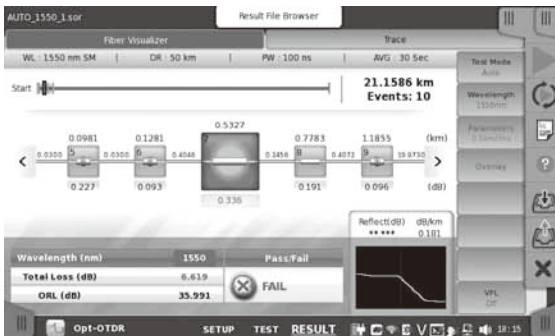 AUTO_1550_1.sor
Result File Browser
Fiber Visualizer
Trace
WL : 1550 nm SM | DR : 50 km | PW : 100 ns | AVG : 30 Sec
Start
21.1586 km
Events: 10
Test Mode
Auto
Wavelength
1550nm
Parameters
Overlay
0.0981 0.1281 0.5327 0.7783 1.1855 (km)
0.0300 5 0.0300 6 0.4046 7 0.2456 8 0.4072 9 19.9730
0.227 0.093 0.336 0.191 0.096 (dB)
Reflect(dB) dB/km
**.*** 0.181
Wavelength (nm) 1550 Pass/Fail
Total Loss (dB) 6.619
FAIL
ORL (dB) 35.991
VFL
Off
Opt-OTDR SETUP TEST RESULT 18:15